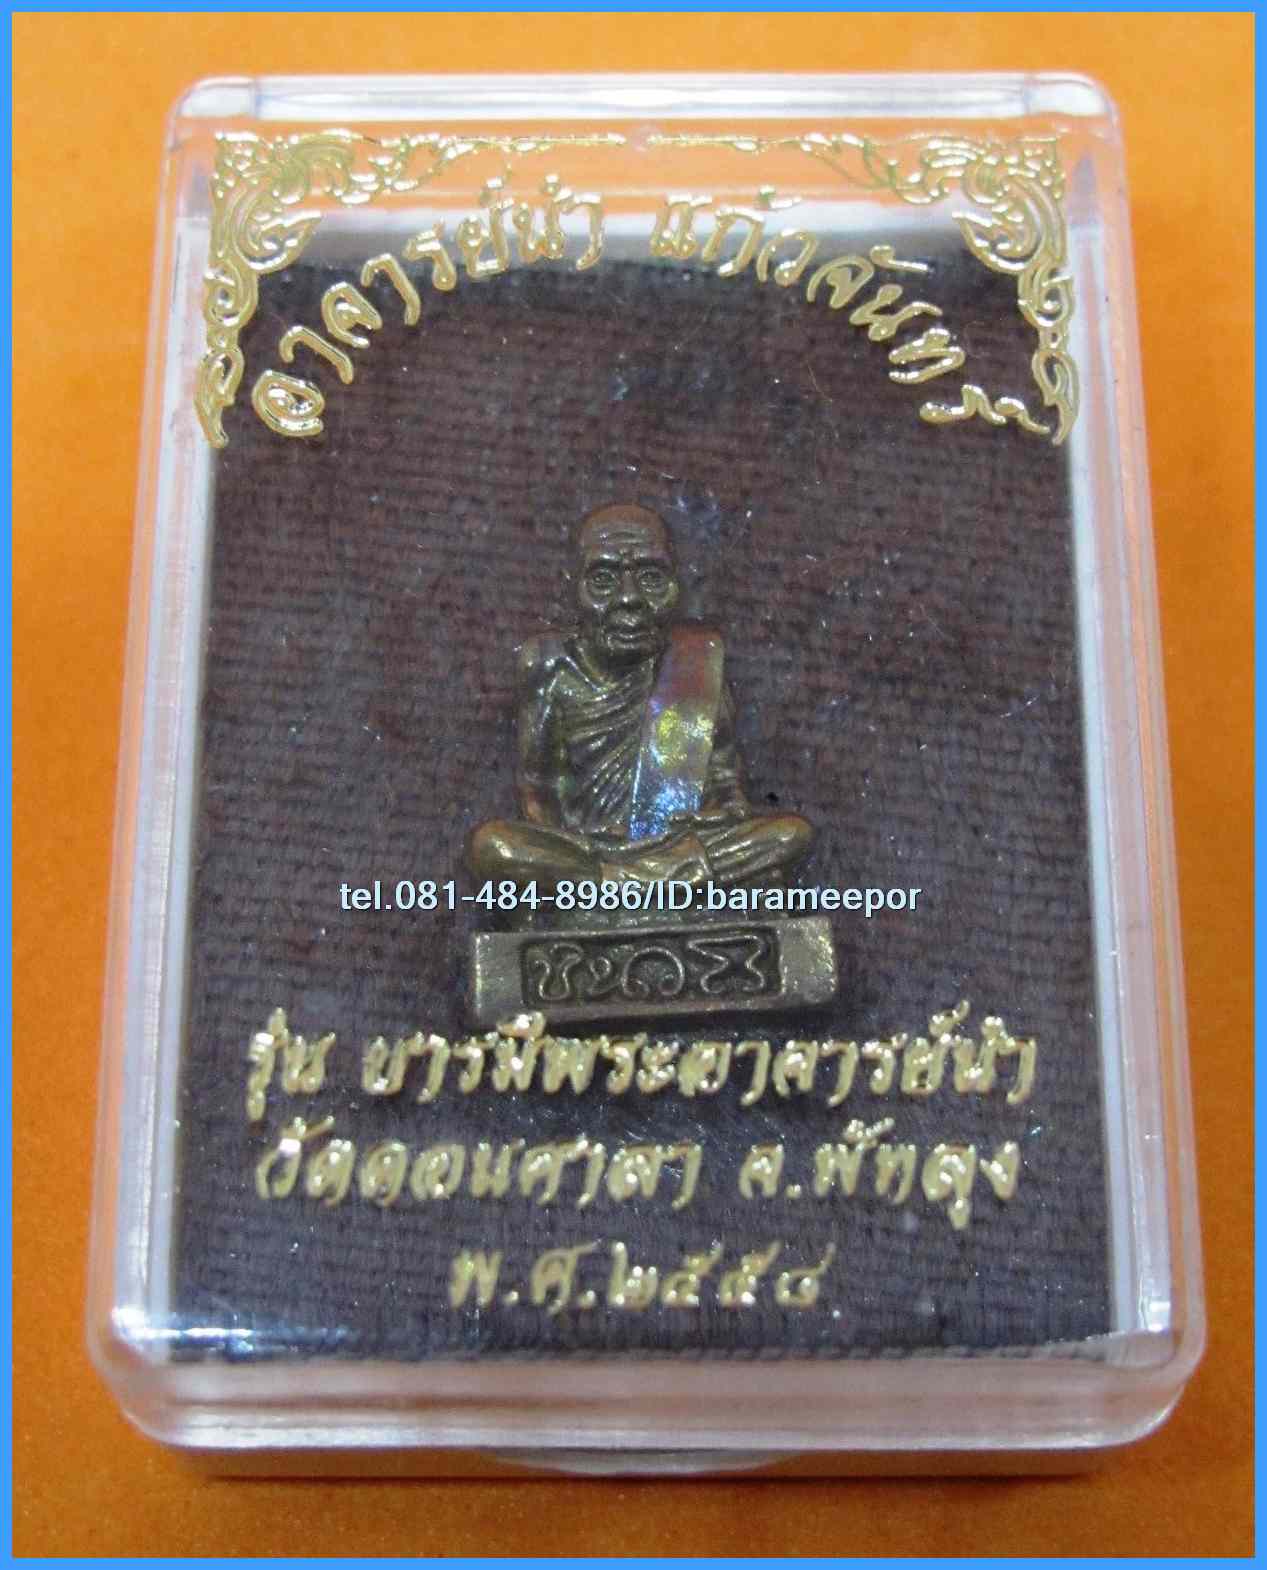 อาจารย์นำ แก้วจันทร์
tel.081-484-8986/ID:barameepor
รุ่น บารมีพระอาจารย์นำ
วัดดอนศาลา จ.พัทลุง
พ.ศ.๒๕๕๘